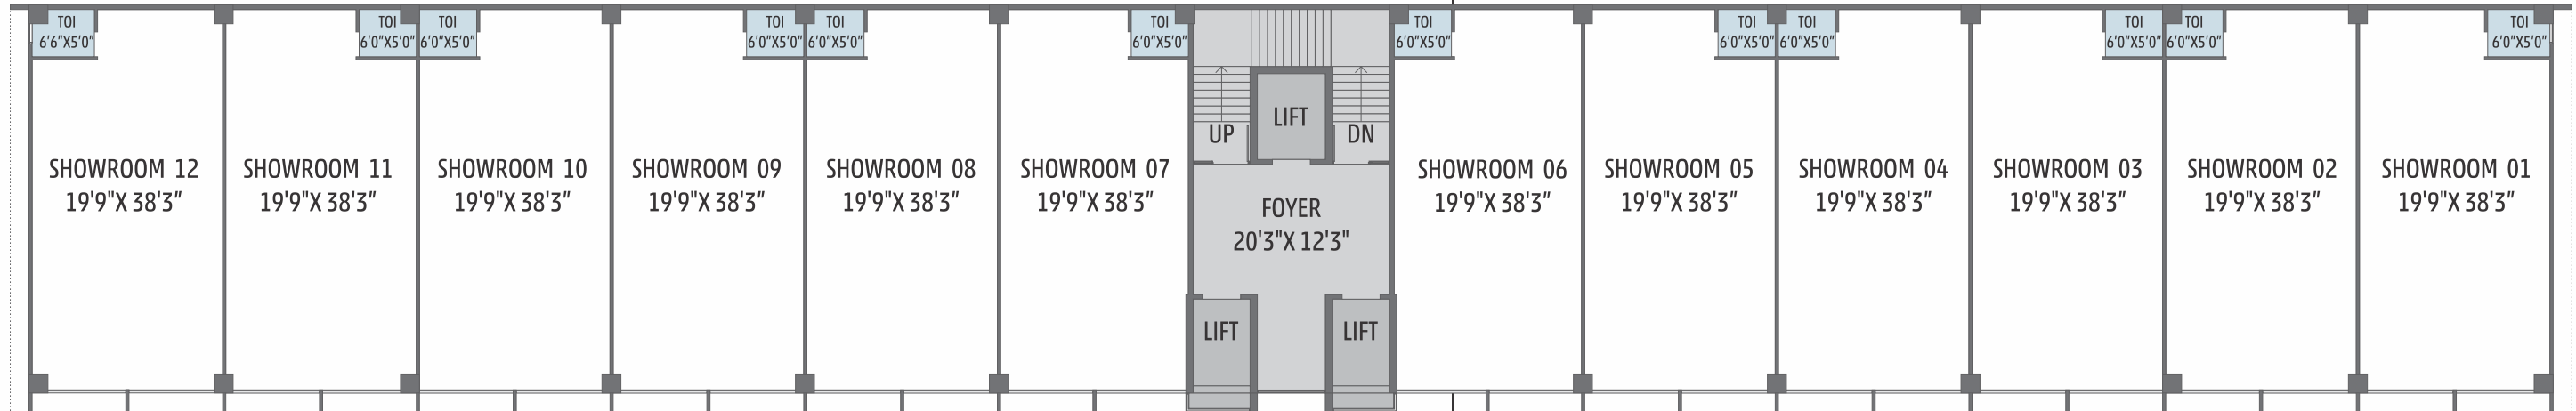 TOI
6'6"X5'0"
TOI
6'0"X5'0"
TOI
6'0"X5'0"
TOI
6'0"X5'0"
TOI
6'0"X5'0"
TOI
6'0"X5'0"
TOI
6'0"X5'0"
TOI
6'0"X5'0"
TOI
6'0"X5'0"
TOI
6'0"X5'0"
TOI
6'0"X5'0"
TOI
6'0"X5'0"
LIFT
UP
DN
SHOWROOM 12
19'9"X 38'3"
SHOWROOM 11
19'9"X 38'3"
SHOWROOM 10
19'9"X 38'3"
SHOWROOM 09
19'9"X 38'3"
SHOWROOM 08
19'9"X 38'3"
SHOWROOM 07
19'9"X 38'3"
FOYER
20'3"X 12'3"
SHOWROOM 06
19'9"X 38'3"
SHOWROOM 05
19'9"X 38'3"
SHOWROOM 04
19'9"X 38'3"
SHOWROOM 03
19'9"X 38'3"
SHOWROOM 02
19'9"X 38'3"
SHOWROOM 01
19'9"X 38'3"
LIFT
LIFT